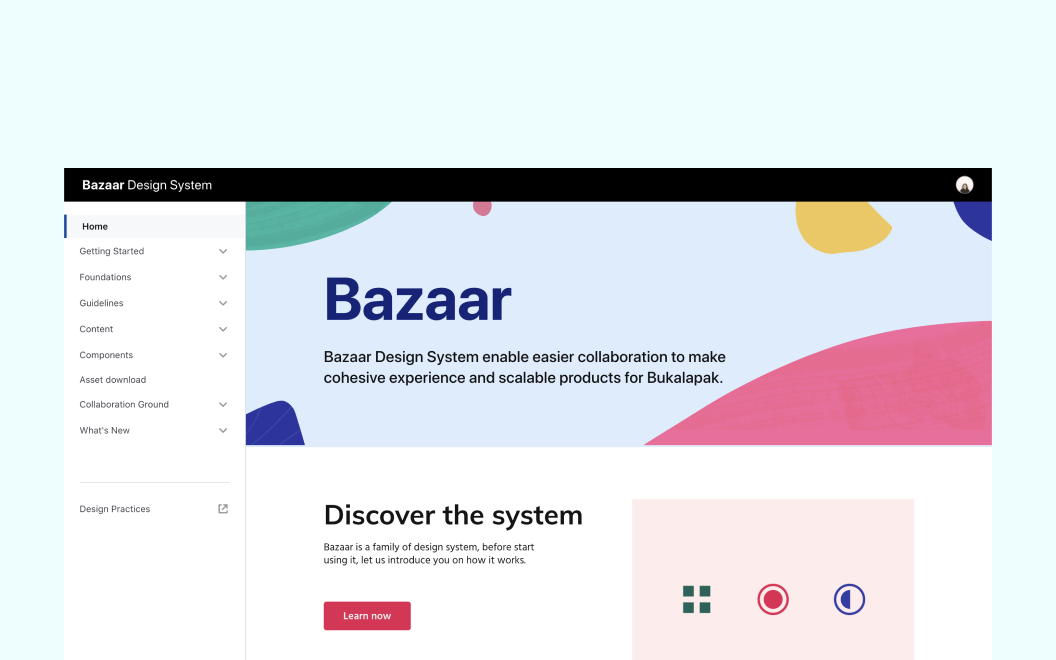 Bazaar Design System
Home
Getting Started
Foundations
Guidelines
Content
Components
Asset download
Collaboration Ground
What's New
Design Practices
Bazaar
Bazaar Design System enable easier collaboration to make
cohesive experience and scalable products for Bukalapak.
Discover the system
Bazaar is a family of design system, before start
using it, let us introduce you on how it works.
Learn now